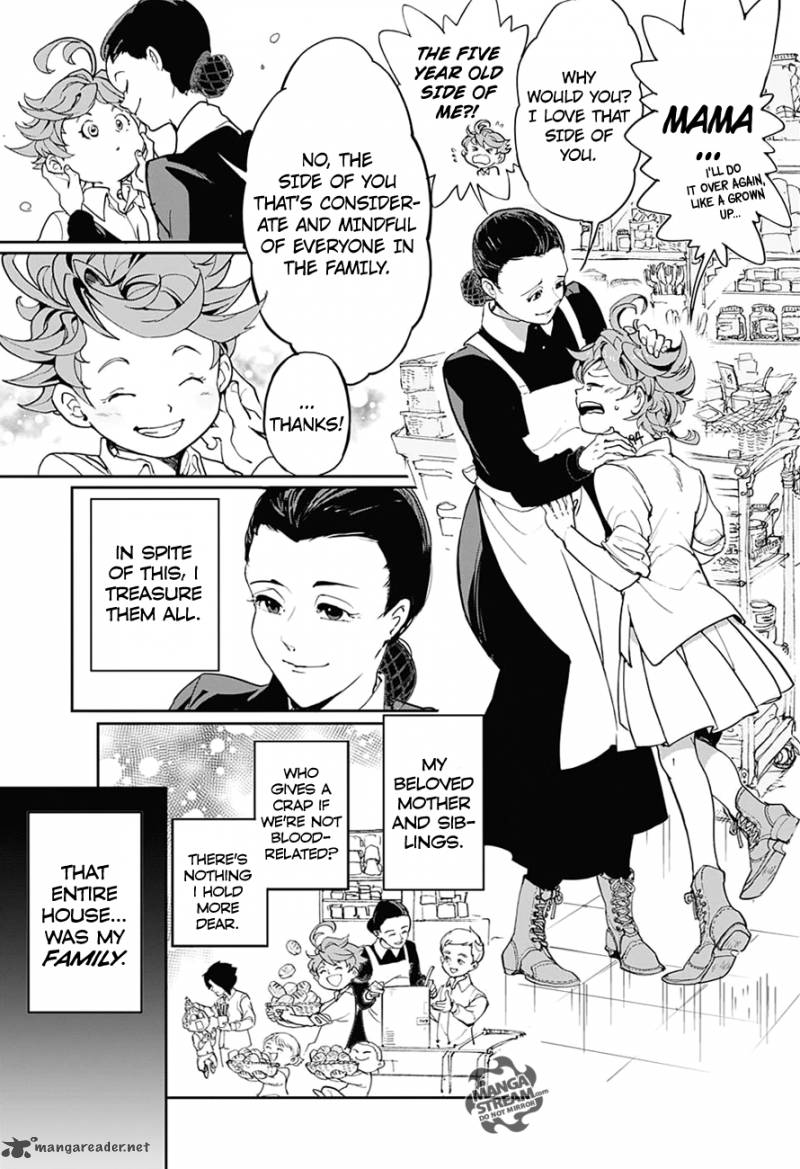 MAMA
...
I'LL DO
IT OVER AGAIN,
LIKE A GROWN
UP...
WHY
WOULD YOU?
I LOVE THAT
SIDE OF
YOU.
THE FIVE
YEAR OLD
SIDE OF
ME?!
NO, THE
SIDE OF YOU
THAT'S CONSIDER-
ATE AND MINDFUL
OF EVERYONE IN
THE FAMILY.
...
THANKS!
IN SPITE
OF THIS, I
TREASURE
THEM ALL.
MY
BELOVED
MOTHER
AND SIB-
LINGS.
WHO
GIVES A
CRAP IF
WE'RE NOT
BLOOD-
RELATED?
THERE'S
NOTHING
I HOLD
MORE
DEAR.
THAT
ENTIRE
HOUSE...
WAS MY
FAMILY.
MANGA
STREAM.COM
DO NOT MIRROR
mangareader.net